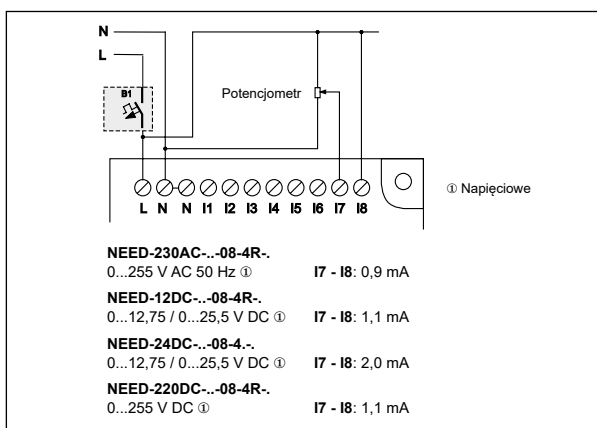 N
L
B1
Potencjometr
① Napięciowe
L N N I1 I2 I3 I4 I5 I6 I7 I8
NEED-230AC-..-08-4R-.
0...255 V AC 50 Hz ① I7 - I8: 0,9 mA
NEED-12DC-..-08-4R-.
0...12,75 / 0...25,5 V DC ① I7 - I8: 1,1 mA
NEED-24DC-..-08-4.-.
0...12,75 / 0...25,5 V DC ① I7 - I8: 2,0 mA
NEED-220DC-..-08-4R-.
0...255 V DC ① I7 - I8: 1,1 mA